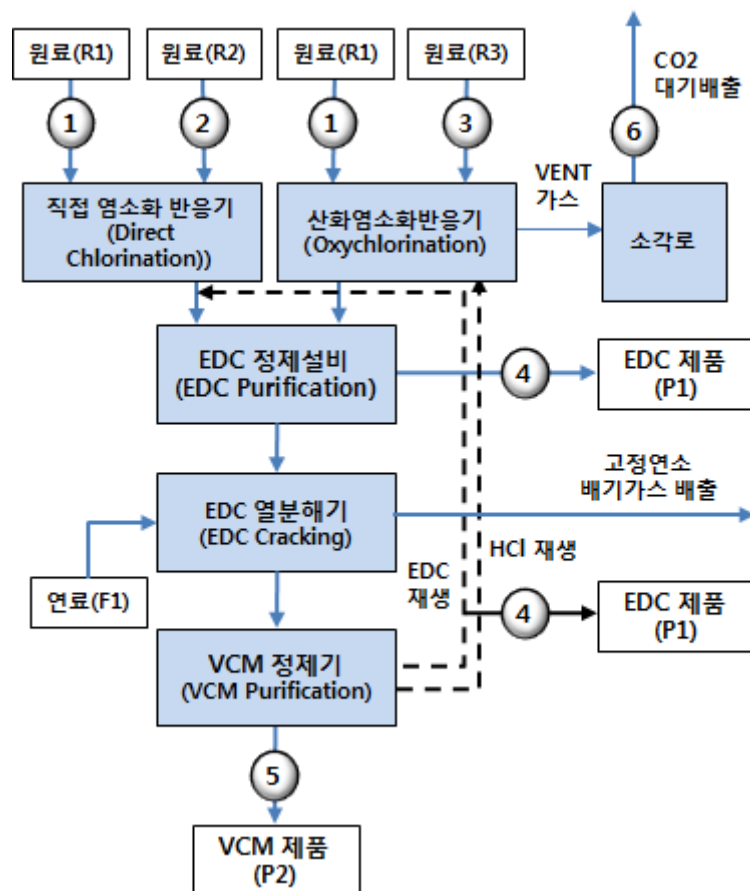 원료(R1)
원료(R2)
원료(R1)
원료(R3)
CO2
대기배출
1
2
1
3
6
VENT
가스
직접 염소화 반응기
(Direct
Chlorination))
산화염소화반응기
(Oxychlorination)
소각로
EDC 정제설비
(EDC Purification)
4
EDC 제품
(P1)
고정연소
배기가스 배출
EDC 열분해기
(EDC Cracking)
HCl 재생
EDC
재생
연료(F1)
4
EDC 제품
(P1)
VCM 정제기
(VCM Purification)
5
VCM 제품
(P2)